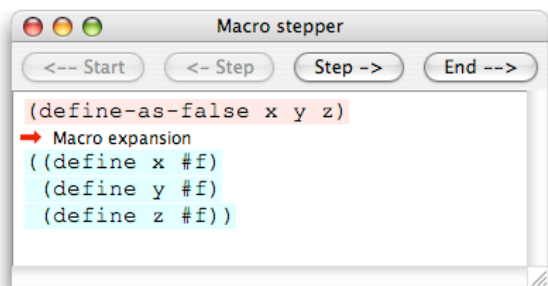 Macro stepper
<-- Start <- Step Step -> End -->
(define-as-false x y z)
Macro expansion
((define x #f)
(define y #f)
(define z #f))